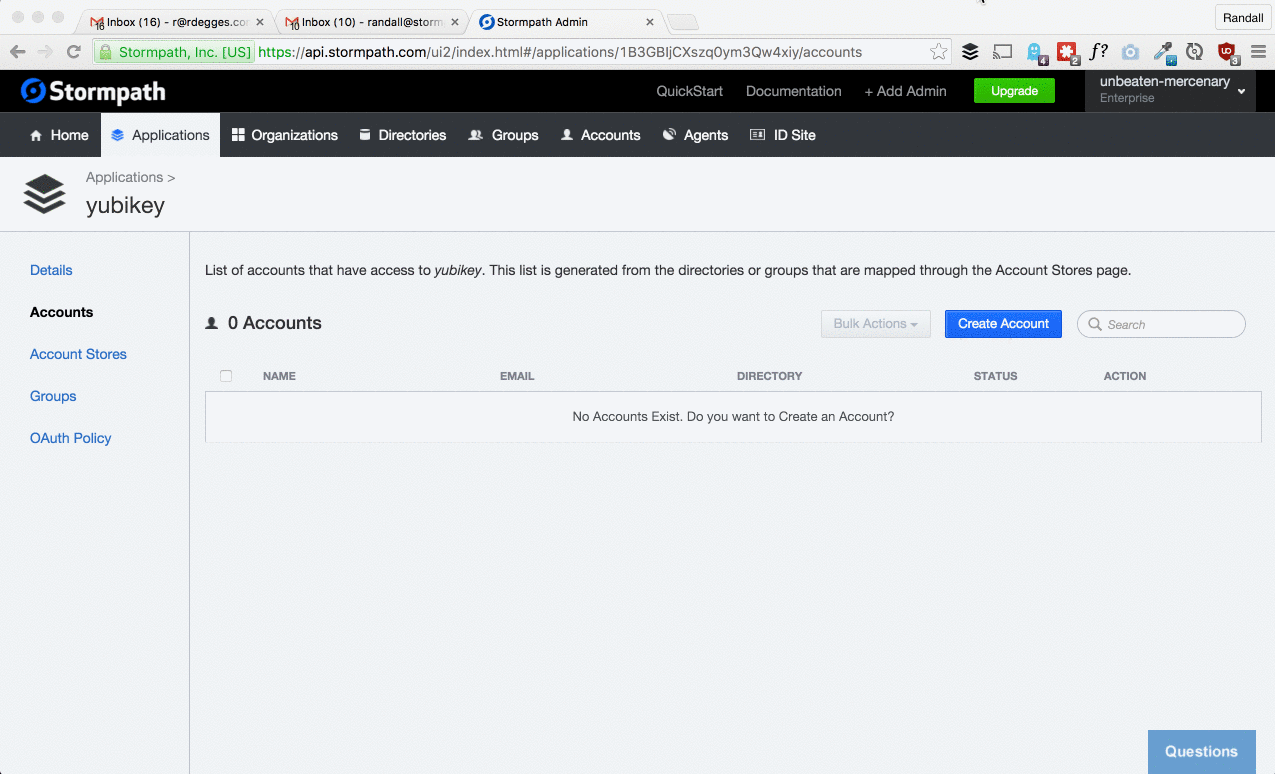 Inbox (16) - r@rdegges.co
Inbox (10) - randall@storm
Stormpath Admin
Randall
16
10
Stormpath, Inc. [US] https://api.stormpath.com/ui2/index.html#/applications/1B3GBIjCXszq0ym3Qw4xiy/accounts
4
2
f?
3
Stormpath
QuickStart
Documentation
+ Add Admin
Upgrade
unbeaten-mercenary
Enterprise
Home
Applications
Organizations
Directories
Groups
Accounts
Agents
ID Site
Applications >
yubikey
Details
Accounts
Account Stores
Groups
OAuth Policy
List of accounts that have access to yubikey. This list is generated from the directories or groups that are mapped through the Account Stores page.
0 Accounts
Bulk Actions
Create Account
Search
NAME
EMAIL
DIRECTORY
STATUS
ACTION
No Accounts Exist. Do you want to Create an Account?
Questions